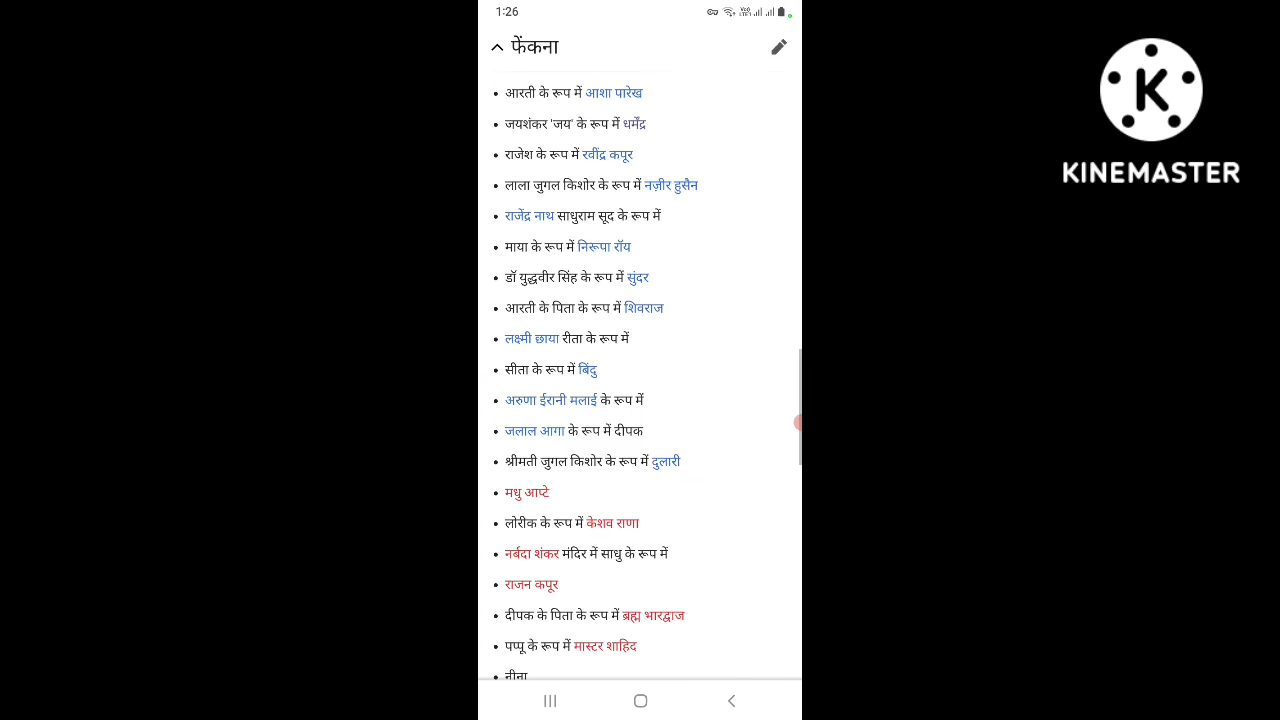 1:26
फेंकना
आरती के रूप में आशा पारेख
जयशंकर 'जय' के रूप में धर्मेंद्र
राजेश के रूप में रवींद्र कपूर
लाला जुगल किशोर के रूप में नज़ीर हुसैन
राजेंद्र नाथ साधुराम सूद के रूप में
माया के रूप में निरूपा रॉय
डॉ युद्धवीर सिंह के रूप में सुंदर
आरती के पिता के रूप में शिवराज
लक्ष्मी छाया रीता के रूप में
सीता के रूप में बिंदु
अरुणा ईरानी मलाई के रूप में
जलाल आगा के रूप में दीपक
श्रीमती जुगल किशोर के रूप में दुलारी
मधु आप्टे
लोरीक के रूप में केशव राणा
नर्बदा शंकर मंदिर में साधु के रूप में
राजन कपूर
दीपक के पिता के रूप में ब्रह्म भारद्वाज
पप्पू के रूप में मास्टर शाहिद
K
KINEMASTER